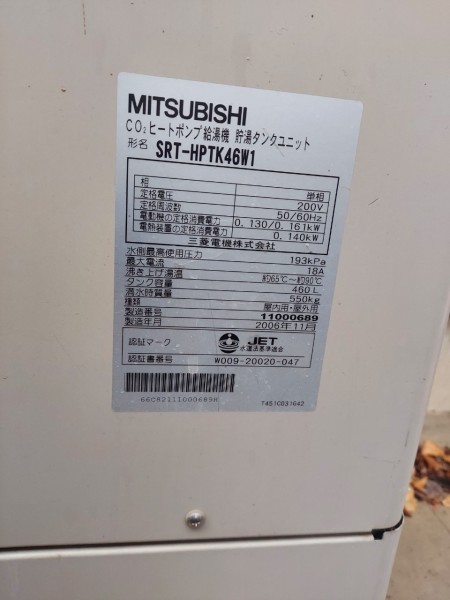 MITSUBISHI
CO₂ヒートポンプ給湯機 貯湯タンクユニット
形名 SRT-HPTK46W1
相 単相
定格電圧 200V
定格周波数 50/60Hz
電動機の定格消費電力 0.130/0.161kW
電熱装置の定格消費電力 0.140kW
三菱電機株式会社
水側最高使用圧力 193kPa
最大電流 18A
沸き上げ湯温 約65℃～約90℃
タンク容量 460L
満水時質量 550kg
種類 屋内用・屋外用
製造番号 11000689
製造年月 2006年11月
認証マーク JET
水道法基準適合
認証書番号 W009-20020-047
660821110006898 T451C831G42